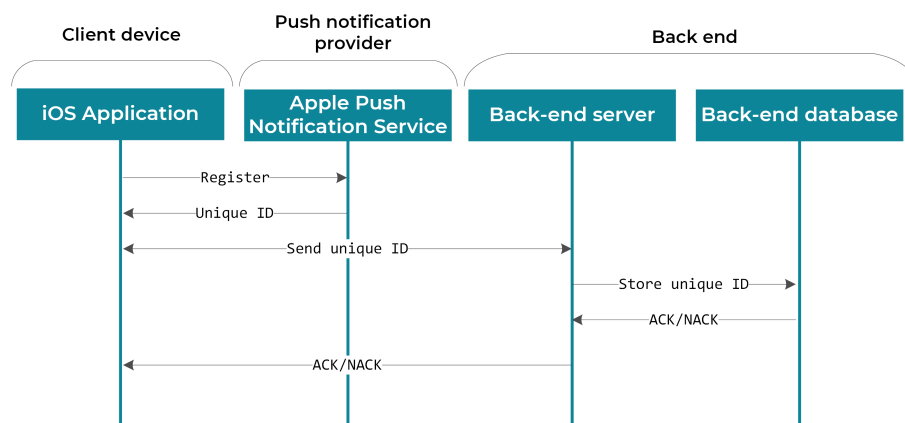 Client device
Push notification
provider
Back end
iOS Application
Apple Push
Notification Service
Back-end server
Back-end database
Register
Unique ID
Send unique ID
Store unique ID
ACK/NACK
ACK/NACK